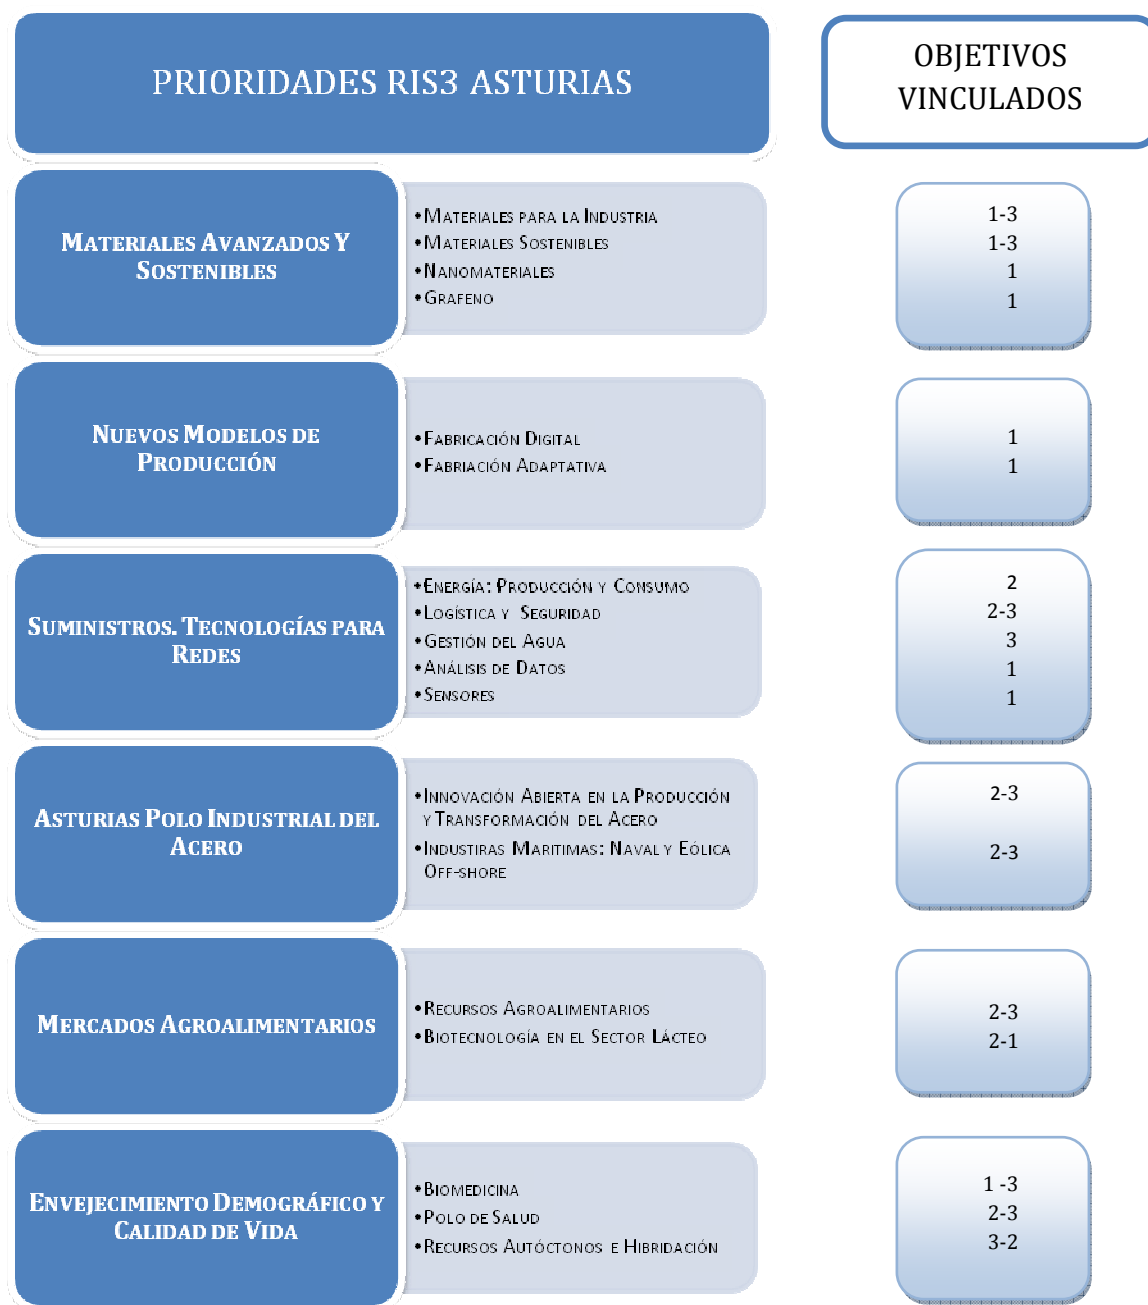 PRIORIDADES RIS3 ASTURIAS
OBJETIVOS
VINCULADOS
MATERIALES AVANZADOS Y
SOSTENIBLES
•MATERIALES PARA LA INDUSTRIA
•MATERIALES SOSTENIBLES
•NANOMATERIALES
•GRAFENO
1-3
1-3
1
1
NUEVOS MODELOS DE
PRODUCCIÓN
•FABRICACIÓN DIGITAL
•FABRIACIÓN ADAPTATIVA
1
1
SUMINISTROS. TECNOLOGÍAS PARA
REDES
•ENERGÍA: PRODUCCIÓN Y CONSUMO
•LOGÍSTICA Y SEGURIDAD
•GESTIÓN DEL AGUA
•ANÁLISIS DE DATOS
•SENSORES
2
2-3
3
1
1
ASTURIAS POLO INDUSTRIAL DEL
ACERO
•INNOVACIÓN ABIERTA EN LA PRODUCCIÓN
Y TRANSFORMACIÓN DEL ACERO
•INDUSTIRAS MARITIMAS: NAVAL Y EÓLICA
OFF-SHORE
2-3
2-3
MERCADOS AGROALIMENTARIOS
•RECURSOS AGROALIMENTARIOS
•BIOTECNOLOGÍA EN EL SECTOR LÁCTEO
2-3
2-1
ENVEJECIMIENTO DEMOGRÁFICO Y
CALIDAD DE VIDA
•BIOMEDICINA
•POLO DE SALUD
•RECURSOS AUTÓCTONOS E HIBRIDACIÓN
1 -3
2-3
3-2